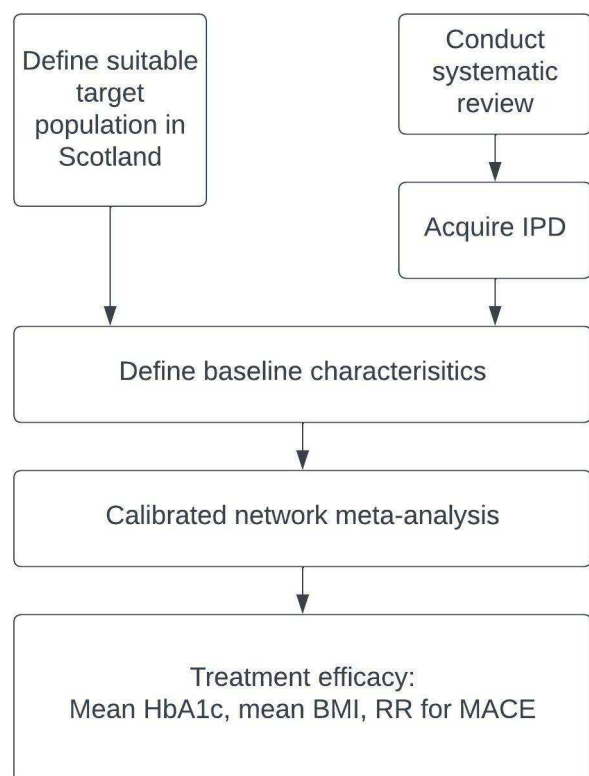 Define suitable
target
population in
Scotland
Conduct
systematic
review
Acquire IPD
Define baseline characterisitics
Calibrated network meta-analysis
Treatment efficacy:
Mean HbA1c, mean BMI, RR for MACE